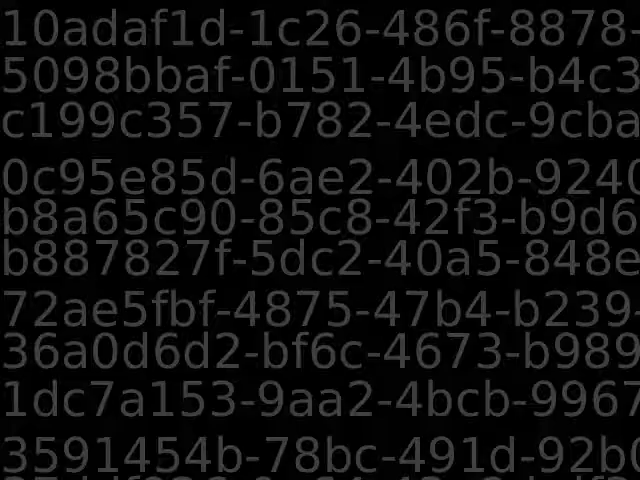 10adaf1d-1c26-486f-8878-
5098bbaf-0151-4b95-b4c3
c199c357-b782-4edc-9cba
0c95e85d-6ae2-402b-9240
b8a65c90-85c8-42f3-b9d6
b887827f-5dc2-40a5-848e
72ae5fbf-4875-47b4-b239-
36a0d6d2-bf6c-4673-b989
1dc7a153-9aa2-4bcb-9967
3591454b-78bc-491d-92b0